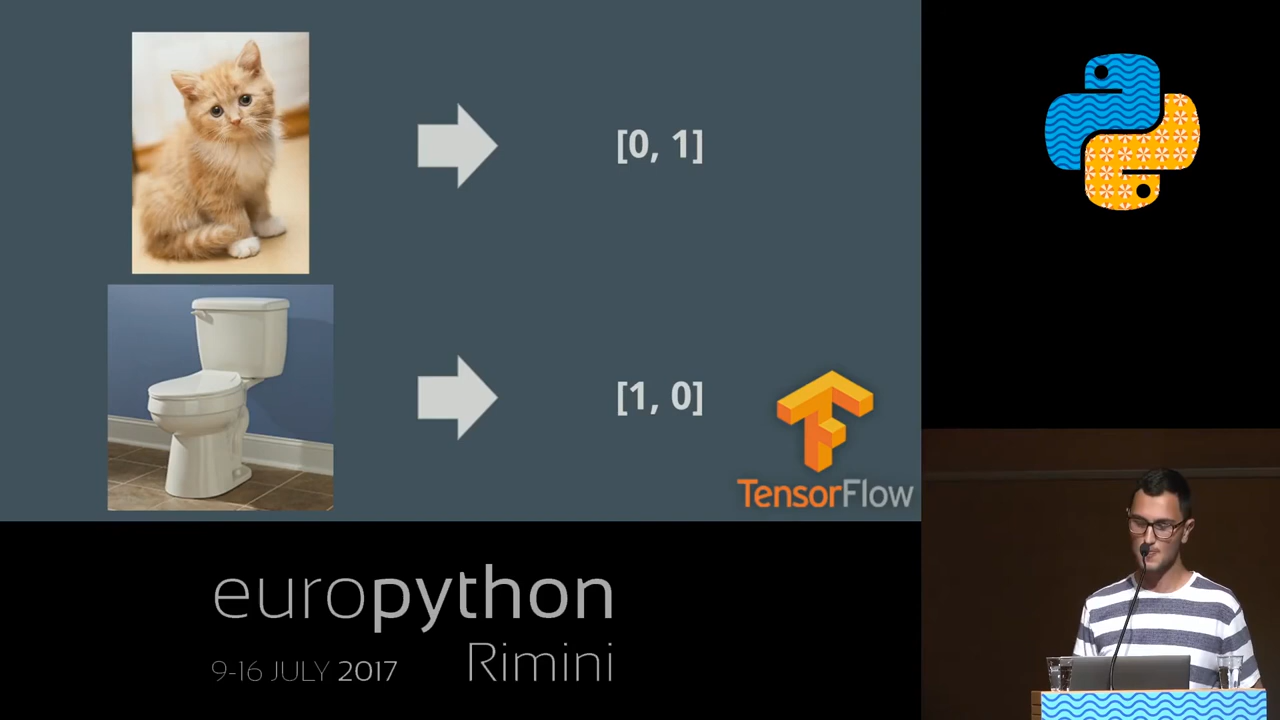 [0, 1]
[1, 0]
TensorFlow
europython
Rimini
9-16 JULY 2017